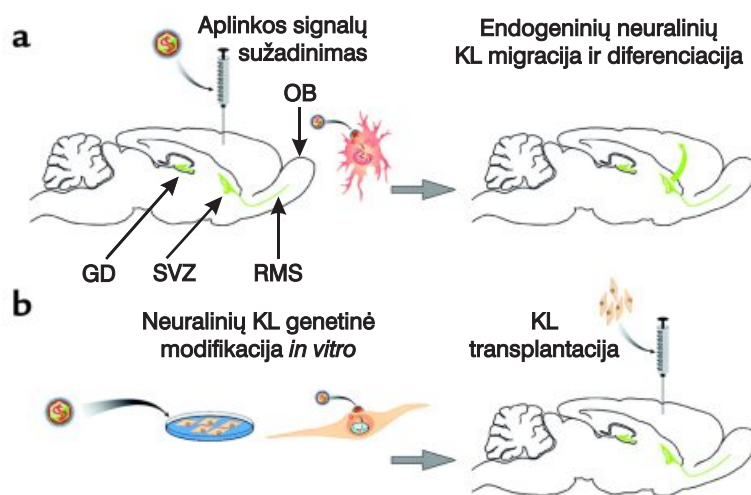 a
Aplinkos signalų
sužadinimas
Endogeninių neuralinių
KL migracija ir diferenciacija
OB
GD
SVZ
RMS
b
Neuralinių KL genetinė
modifikacija in vitro
KL
transplantacija